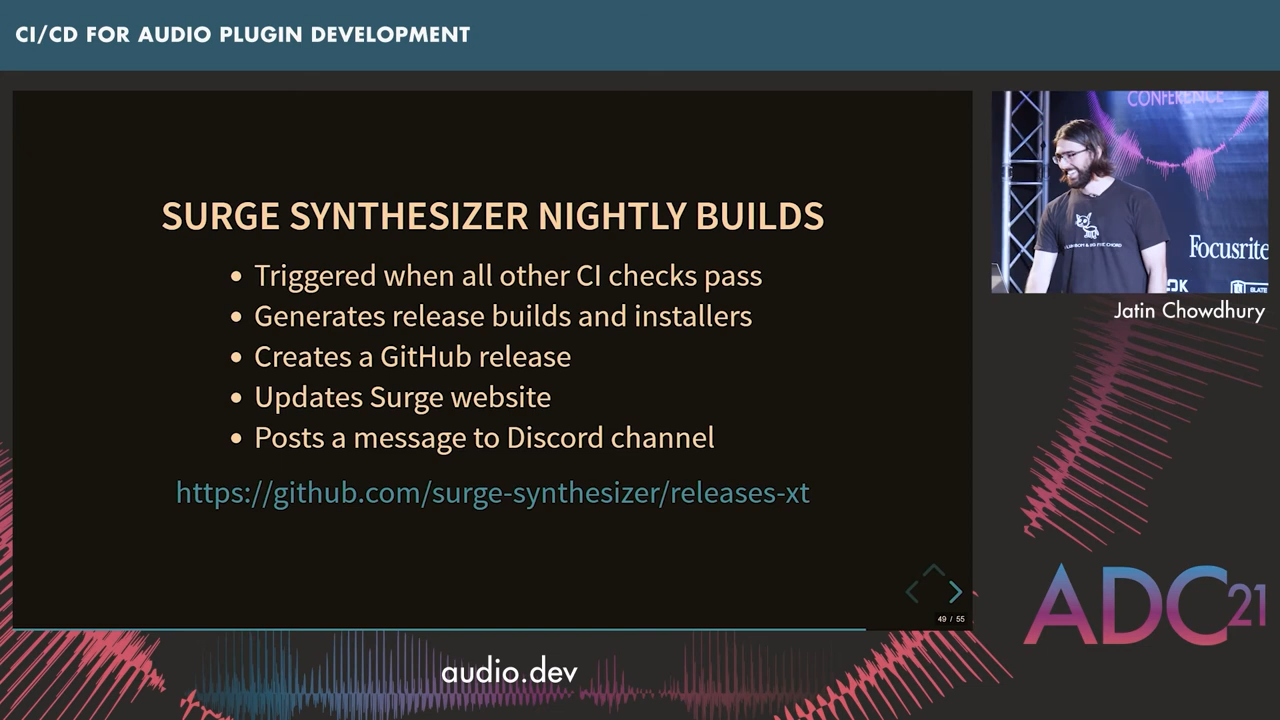 CI/CD FOR AUDIO PLUGIN DEVELOPMENT
SURGE SYNTHESIZER NIGHTLY BUILDS
Triggered when all other CI checks pass
Generates release builds and installers
Creates a GitHub release
Updates Surge website
Posts a message to Discord channel
https://github.com/surge-synthesizer/releases-xt
49 / 55
CONFERENCE
Focusrite
Jatin Chowdhury
ADC21
audio.dev